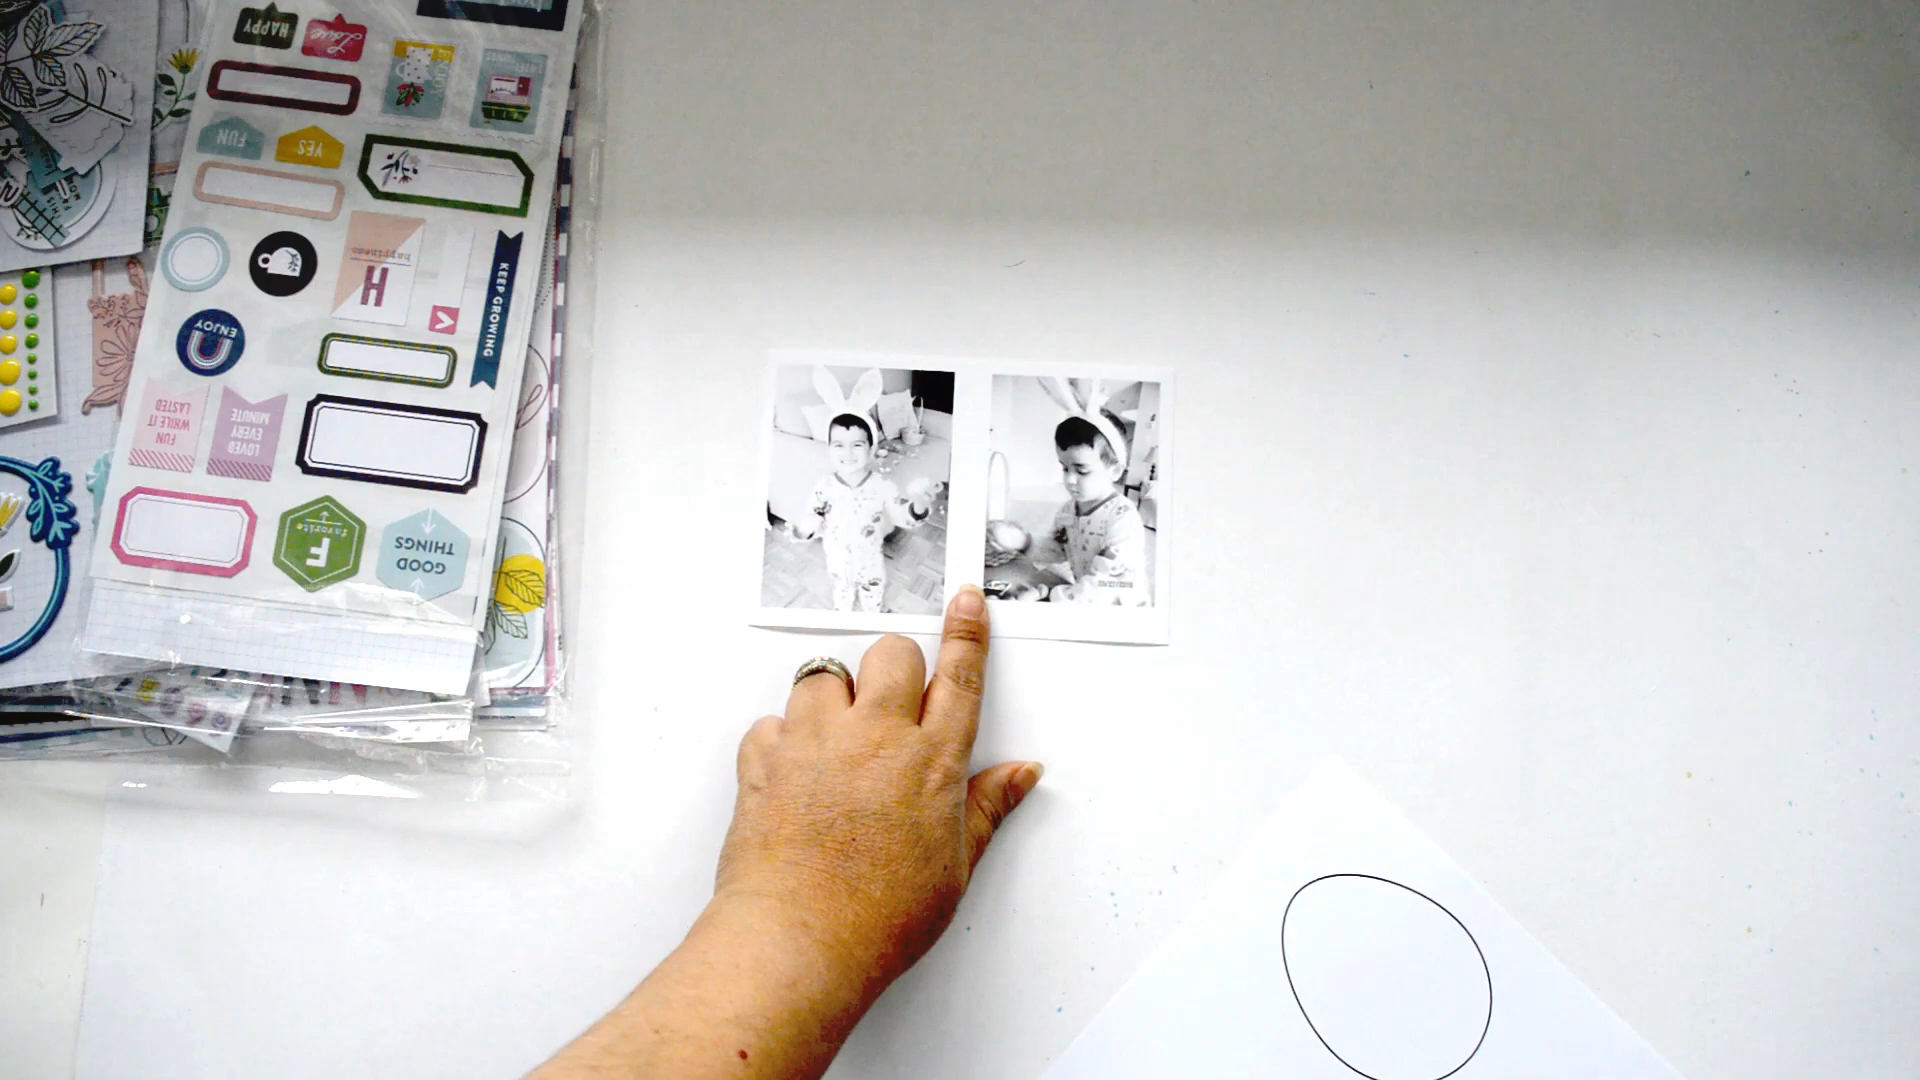 HAPPY
Love
FUN
YES
happiness
H
KEEP GROWING
ENJOY
FUN
WHILE IT
LASTED
LOVED
EVERY
MINUTE
favorite
F
GOOD
THINGS